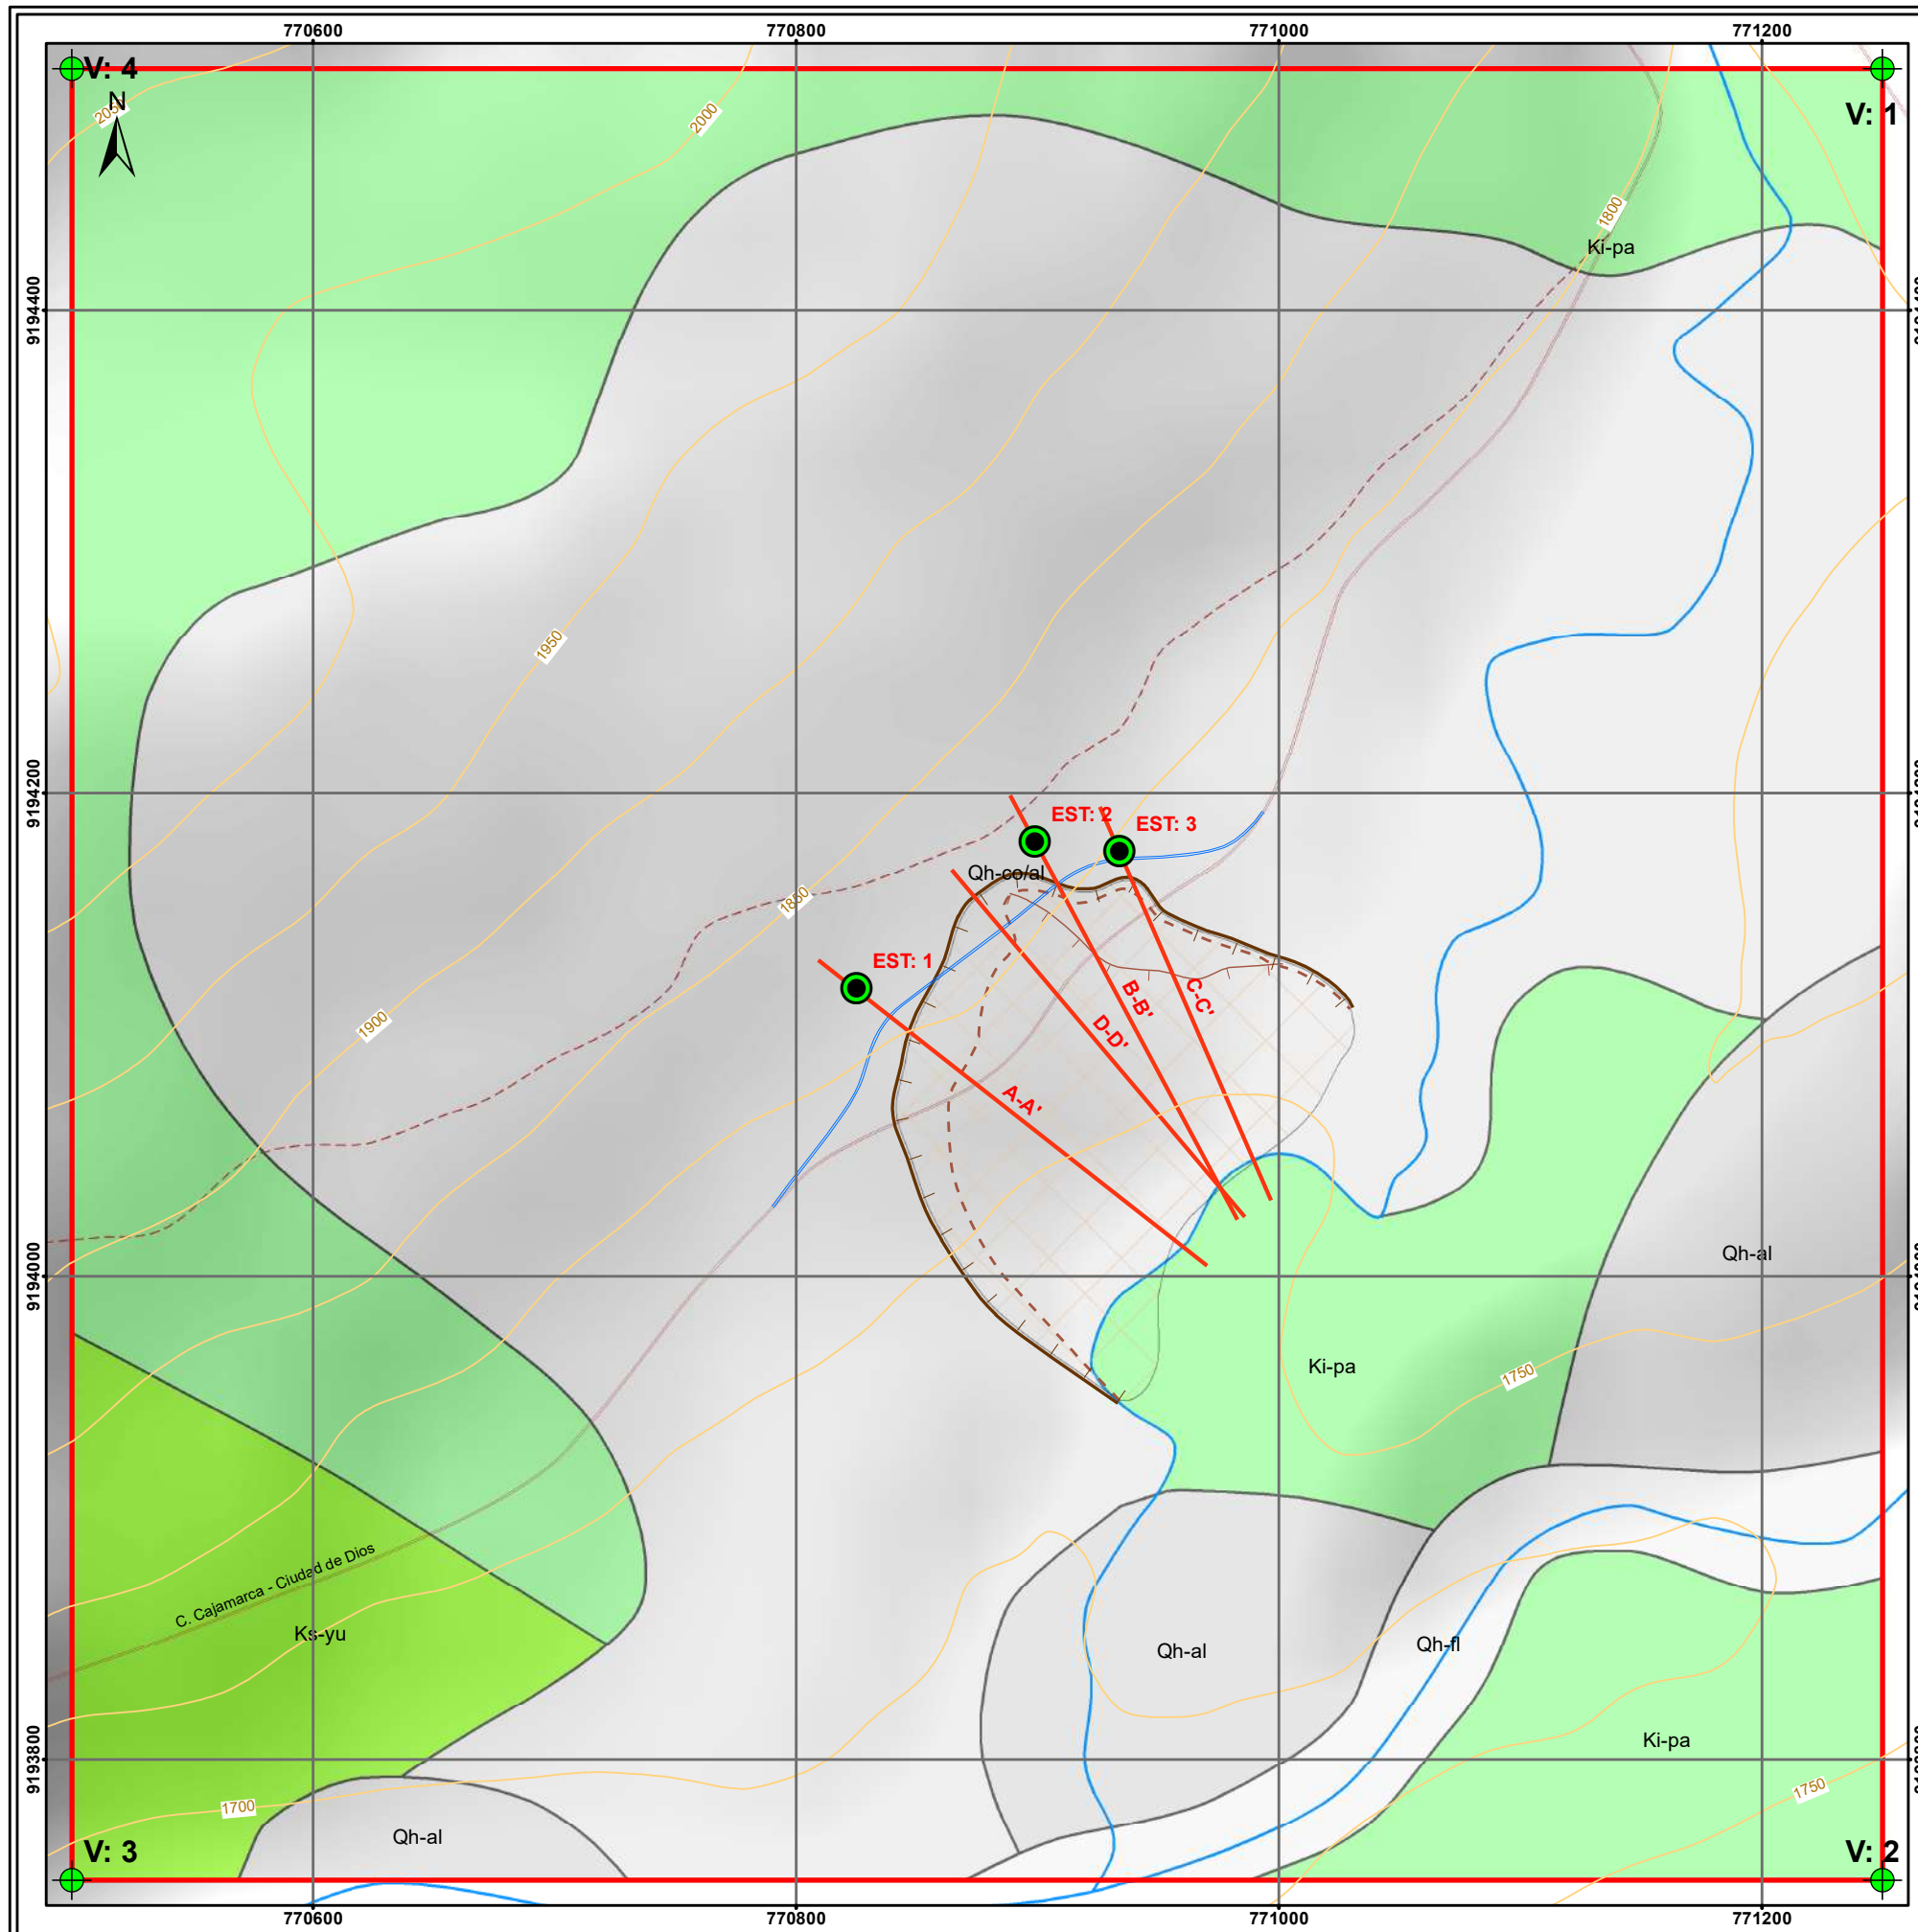 770600 770800 771000 771200
V: 4
N
V: 1
2050
2000
1800
Ki-pa
9194400
1950
9194200
EST: 2
EST: 3
Qh-co/al
1850
EST: 1
B-B'
C-C'
D-D'
1900
A-A'
9194000
Qh-al
Ki-pa
1750
C. Cajamarca - Ciudad de Dios
Ks-yu
Qh-al
Qh-fl
Ki-pa
9193800
1750
1700
Qh-al
V: 3
V: 2
770600 770800 771000 771200